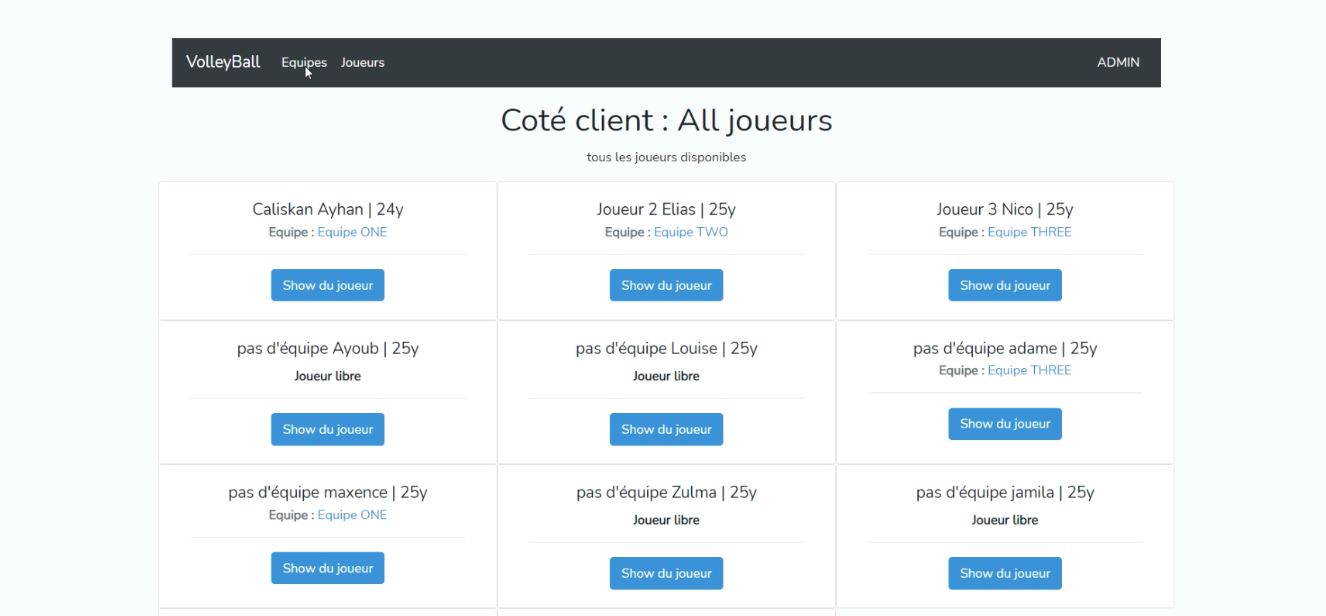 VolleyBall Equipes Joueurs ADMIN
Coté client : All joueurs
tous les joueurs disponibles
Caliskan Ayhan | 24y
Equipe : Equipe ONE
Show du joueur
Joueur 2 Elias | 25y
Equipe : Equipe TWO
Show du joueur
Joueur 3 Nico | 25y
Equipe : Equipe THREE
Show du joueur
pas d'équipe Ayoub | 25y
Joueur libre
Show du joueur
pas d'équipe Louise | 25y
Joueur libre
Show du joueur
pas d'équipe adame | 25y
Equipe : Equipe THREE
Show du joueur
pas d'équipe maxence | 25y
Equipe : Equipe ONE
Show du joueur
pas d'équipe Zulma | 25y
Joueur libre
Show du joueur
pas d'équipe jamila | 25y
Joueur libre
Show du joueur